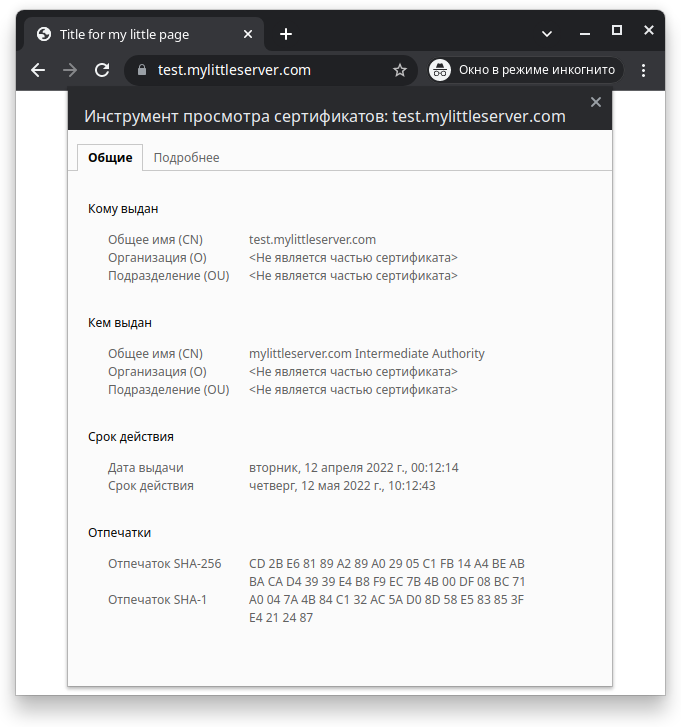 Title for my little page
test.mylittleserver.com
Окно в режиме инкогнито
Инструмент просмотра сертификатов: test.mylittleserver.com
Общие Подробнее
Кому выдан
Общее имя (CN) test.mylittleserver.com
Организация (O) <Не является частью сертификата>
Подразделение (OU) <Не является частью сертификата>
Кем выдан
Общее имя (CN) mylittleserver.com Intermediate Authority
Организация (O) <Не является частью сертификата>
Подразделение (OU) <Не является частью сертификата>
Срок действия
Дата выдачи вторник, 12 апреля 2022 г., 00:12:14
Срок действия четверг, 12 мая 2022 г., 10:12:43
Отпечатки
Отпечаток SHA-256 CD 2B E6 81 89 A2 89 A0 29 05 C1 FB 14 A4 BE AB
BA CA D4 39 39 E4 B8 F9 EC 7B 4B 00 DF 08 BC 71
Отпечаток SHA-1 A0 04 7A 4B 84 C1 32 AC 5A D0 8D 58 E5 83 85 3F
E4 21 24 87